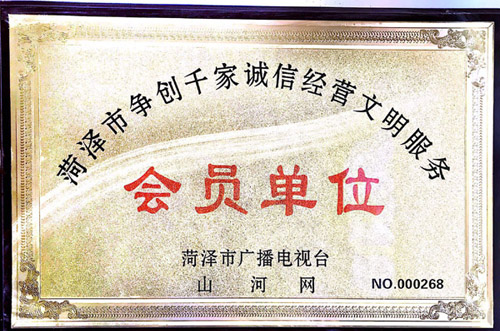 菏泽市争创千家诚信经营文明服务
会员单位
菏泽市广播电视台
山河网
NO.000268